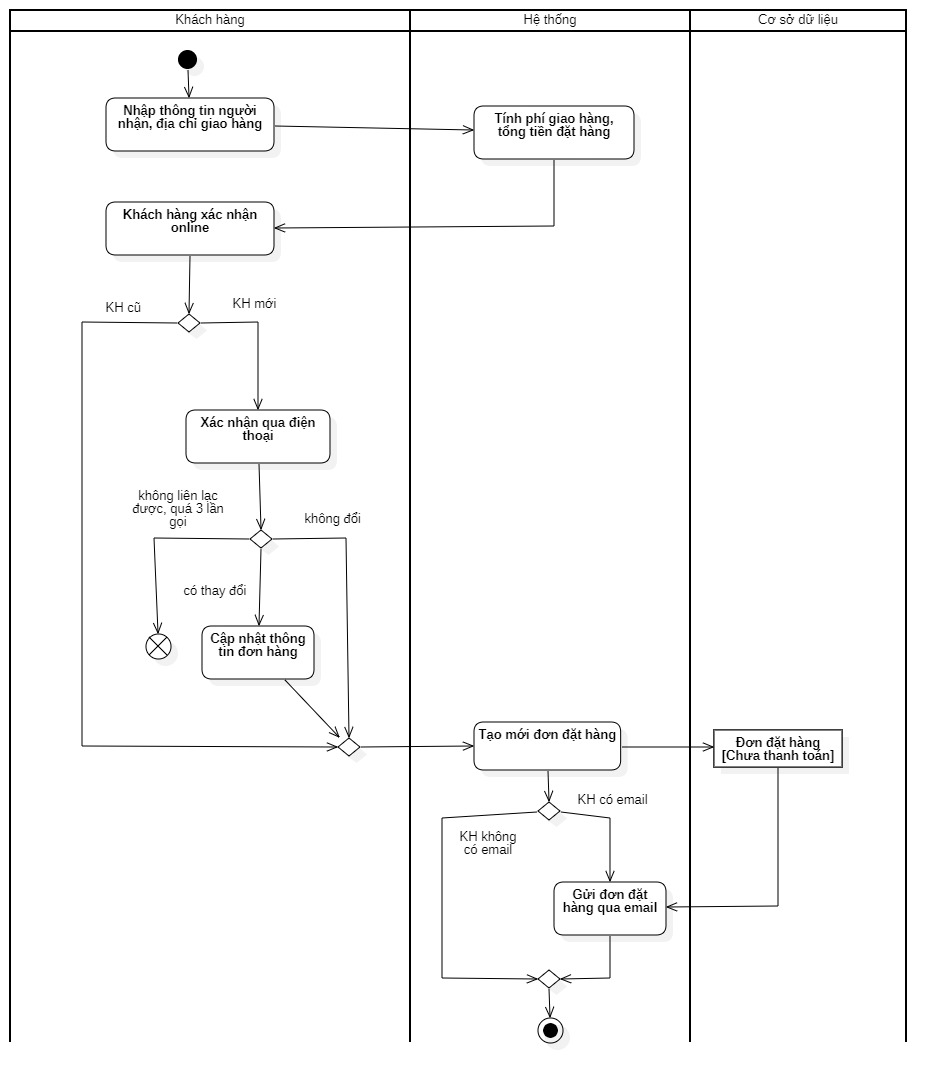 Khách hàng
Hệ thống
Cơ sở dữ liệu
Nhập thông tin người
nhận, địa chỉ giao hàng
Tính phí giao hàng,
tổng tiền đặt hàng
Khách hàng xác nhận
online
KH cũ
KH mới
Xác nhận qua điện
thoại
không liên lạc
được, quá 3 lần
gọi
không đổi
có thay đổi
Cập nhật thông
tin đơn hàng
Tạo mới đơn đặt hàng
Đơn đặt hàng
[Chưa thanh toán]
KH có email
KH không
có email
Gửi đơn đặt
hàng qua email